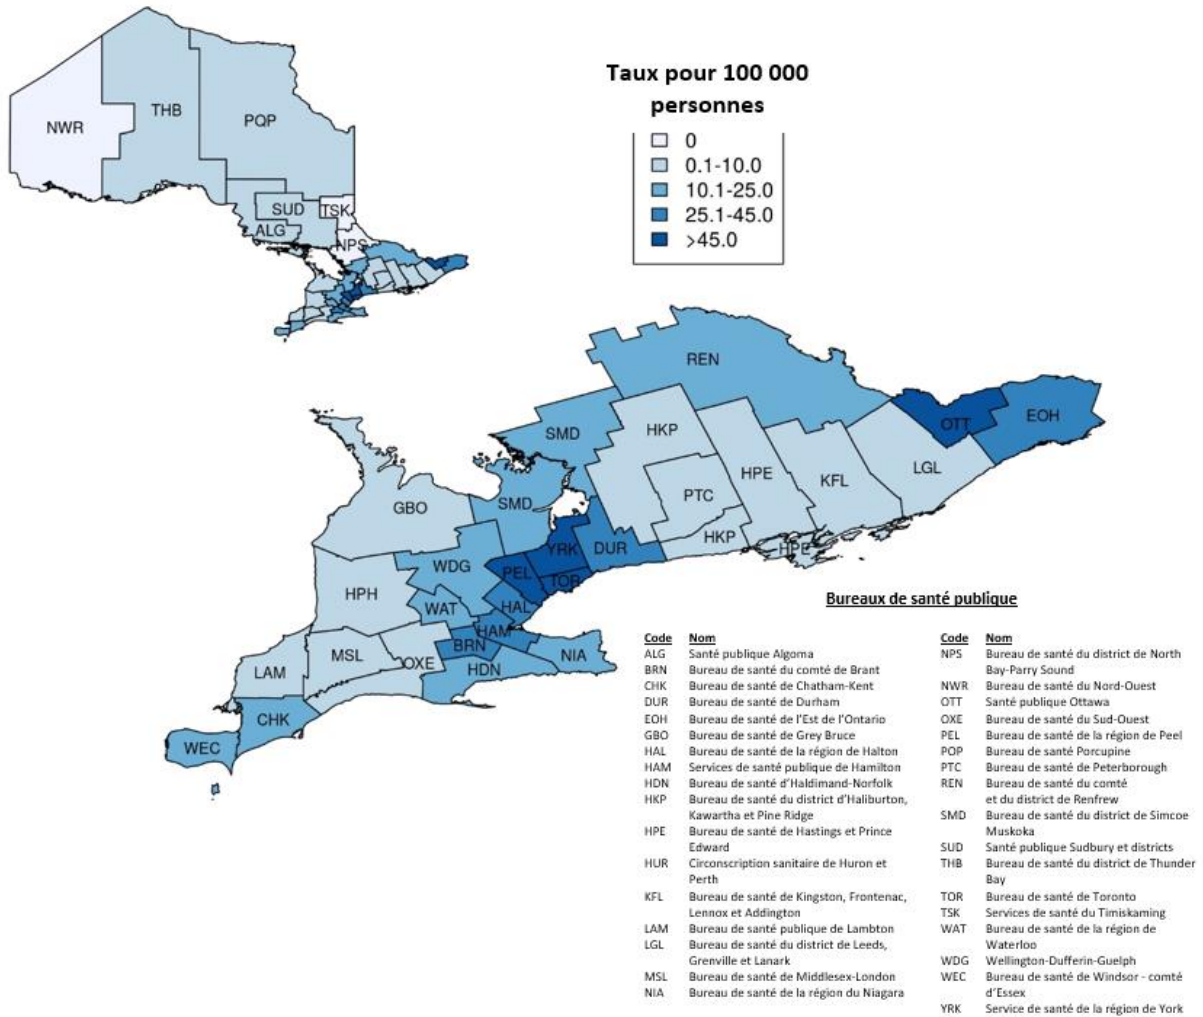 Taux pour 100 000
personnes
0
0.1-10.0
10.1-25.0
25.1-45.0
>45.0
NWR
THB
PQP
SUD
TSK
ALG
NPS
REN
SMD
HKP
OTT
EOH
HPE
KFL
LGL
PTC
GBO
SMD
HKP
HPE
YRK
DUR
WDG
PEL
TOR
HPH
WAT
HAL
HAM
BRN
MSL
OXE
NIA
LAM
HDN
CHK
WEC
Bureaux de santé publique
Code Nom
ALG Santé publique Algoma
BRN Bureau de santé du comté de Brant
CHK Bureau de santé de Chatham-Kent
DUR Bureau de santé de Durham
EOH Bureau de santé de l'Est de l'Ontario
GBO Bureau de santé de Grey Bruce
HAL Bureau de santé de la région de Halton
HAM Services de santé publique de Hamilton
HDN Bureau de santé d'Haldimand-Norfolk
HKP Bureau de santé du district d'Haliburton,
Kawartha et Pine Ridge
HPE Bureau de santé de Hastings et Prince
Edward
HUR Circonscription sanitaire de Huron et
Perth
KFL Bureau de santé de Kingston, Frontenac,
Lennox et Addington
LAM Bureau de santé publique de Lambton
LGL Bureau de santé du district de Leeds,
Grenville et Lanark
MSL Bureau de santé de Middlesex-London
NIA Bureau de santé de la région du Niagara
Code Nom
NPS Bureau de santé du district de North
Bay-Parry Sound
NWR Bureau de santé du Nord-Ouest
OTT Santé publique Ottawa
OXE Bureau de santé du Sud-Ouest
PEL Bureau de santé de la région de Peel
POP Bureau de santé Porcupine
PTC Bureau de santé de Peterborough
REN Bureau de santé du comté
et du district de Renfrew
SMD Bureau de santé du district de Simcoe
Muskoka
SUD Santé publique Sudbury et districts
THB Bureau de santé du district de Thunder
Bay
TOR Bureau de santé de Toronto
TSK Services de santé du Timiskaming
WAT Bureau de santé de la région de
Waterloo
WDG Wellington-Dufferin-Guelph
WEC Bureau de santé de Windsor - comté
d'Essex
YRK Service de santé de la région de York